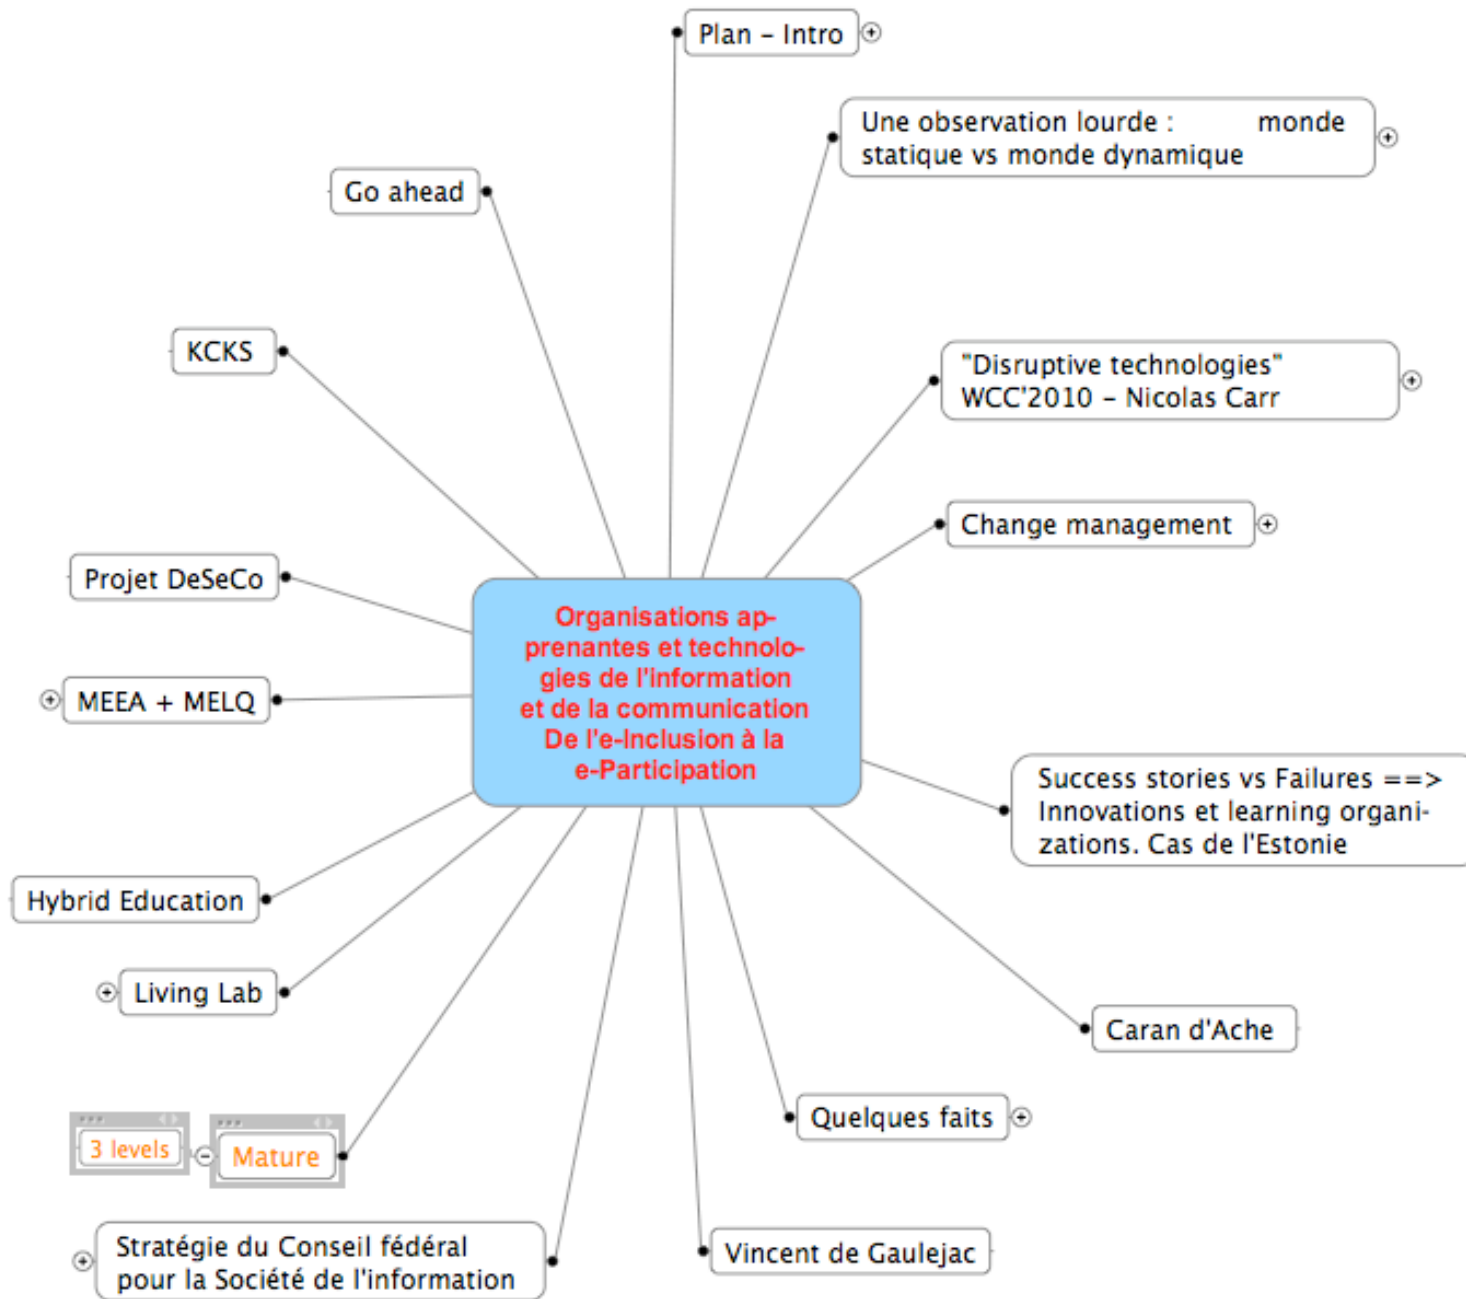 Plan – Intro
Une observation lourde : monde
statique vs monde dynamique
Go ahead
KCKS
"Disruptive technologies"
WCC'2010 – Nicolas Carr
Change management
Projet DeSeCo
Organisations ap-
prenantes et technolo-
gies de l'information
et de la communication
De l'e-Inclusion à la
e-Participation
MEEA + MELQ
Success stories vs Failures ==>
Innovations et learning organi-
zations. Cas de l'Estonie
Hybrid Education
Living Lab
Caran d'Ache
Quelques faits
3 levels
Mature
Stratégie du Conseil fédéral
pour la Société de l'information
Vincent de Gaulejac